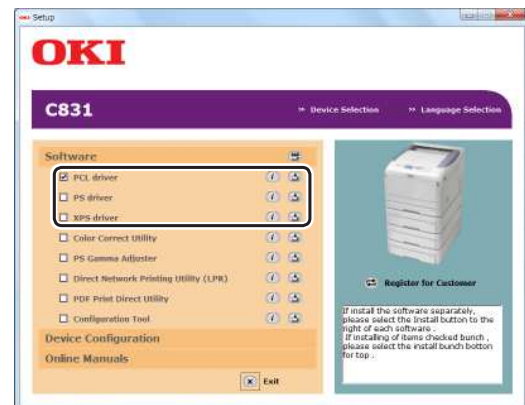 Setup
OKI
C831
Device Selection
Language Selection
Software
PCL driver
PS driver
XPS driver
Color Correct Utility
PS Gamma Adjuster
Direct Network Printing Utility (LPR)
PDF Print Direct Utility
Configuration Tool
Device Configuration
Online Manuals
Exit
Register for Customer
If install the software separately,
please select the Install button to the
right of each software .
If installing of items checked bunch ,
please select the install bunch botton
for top .